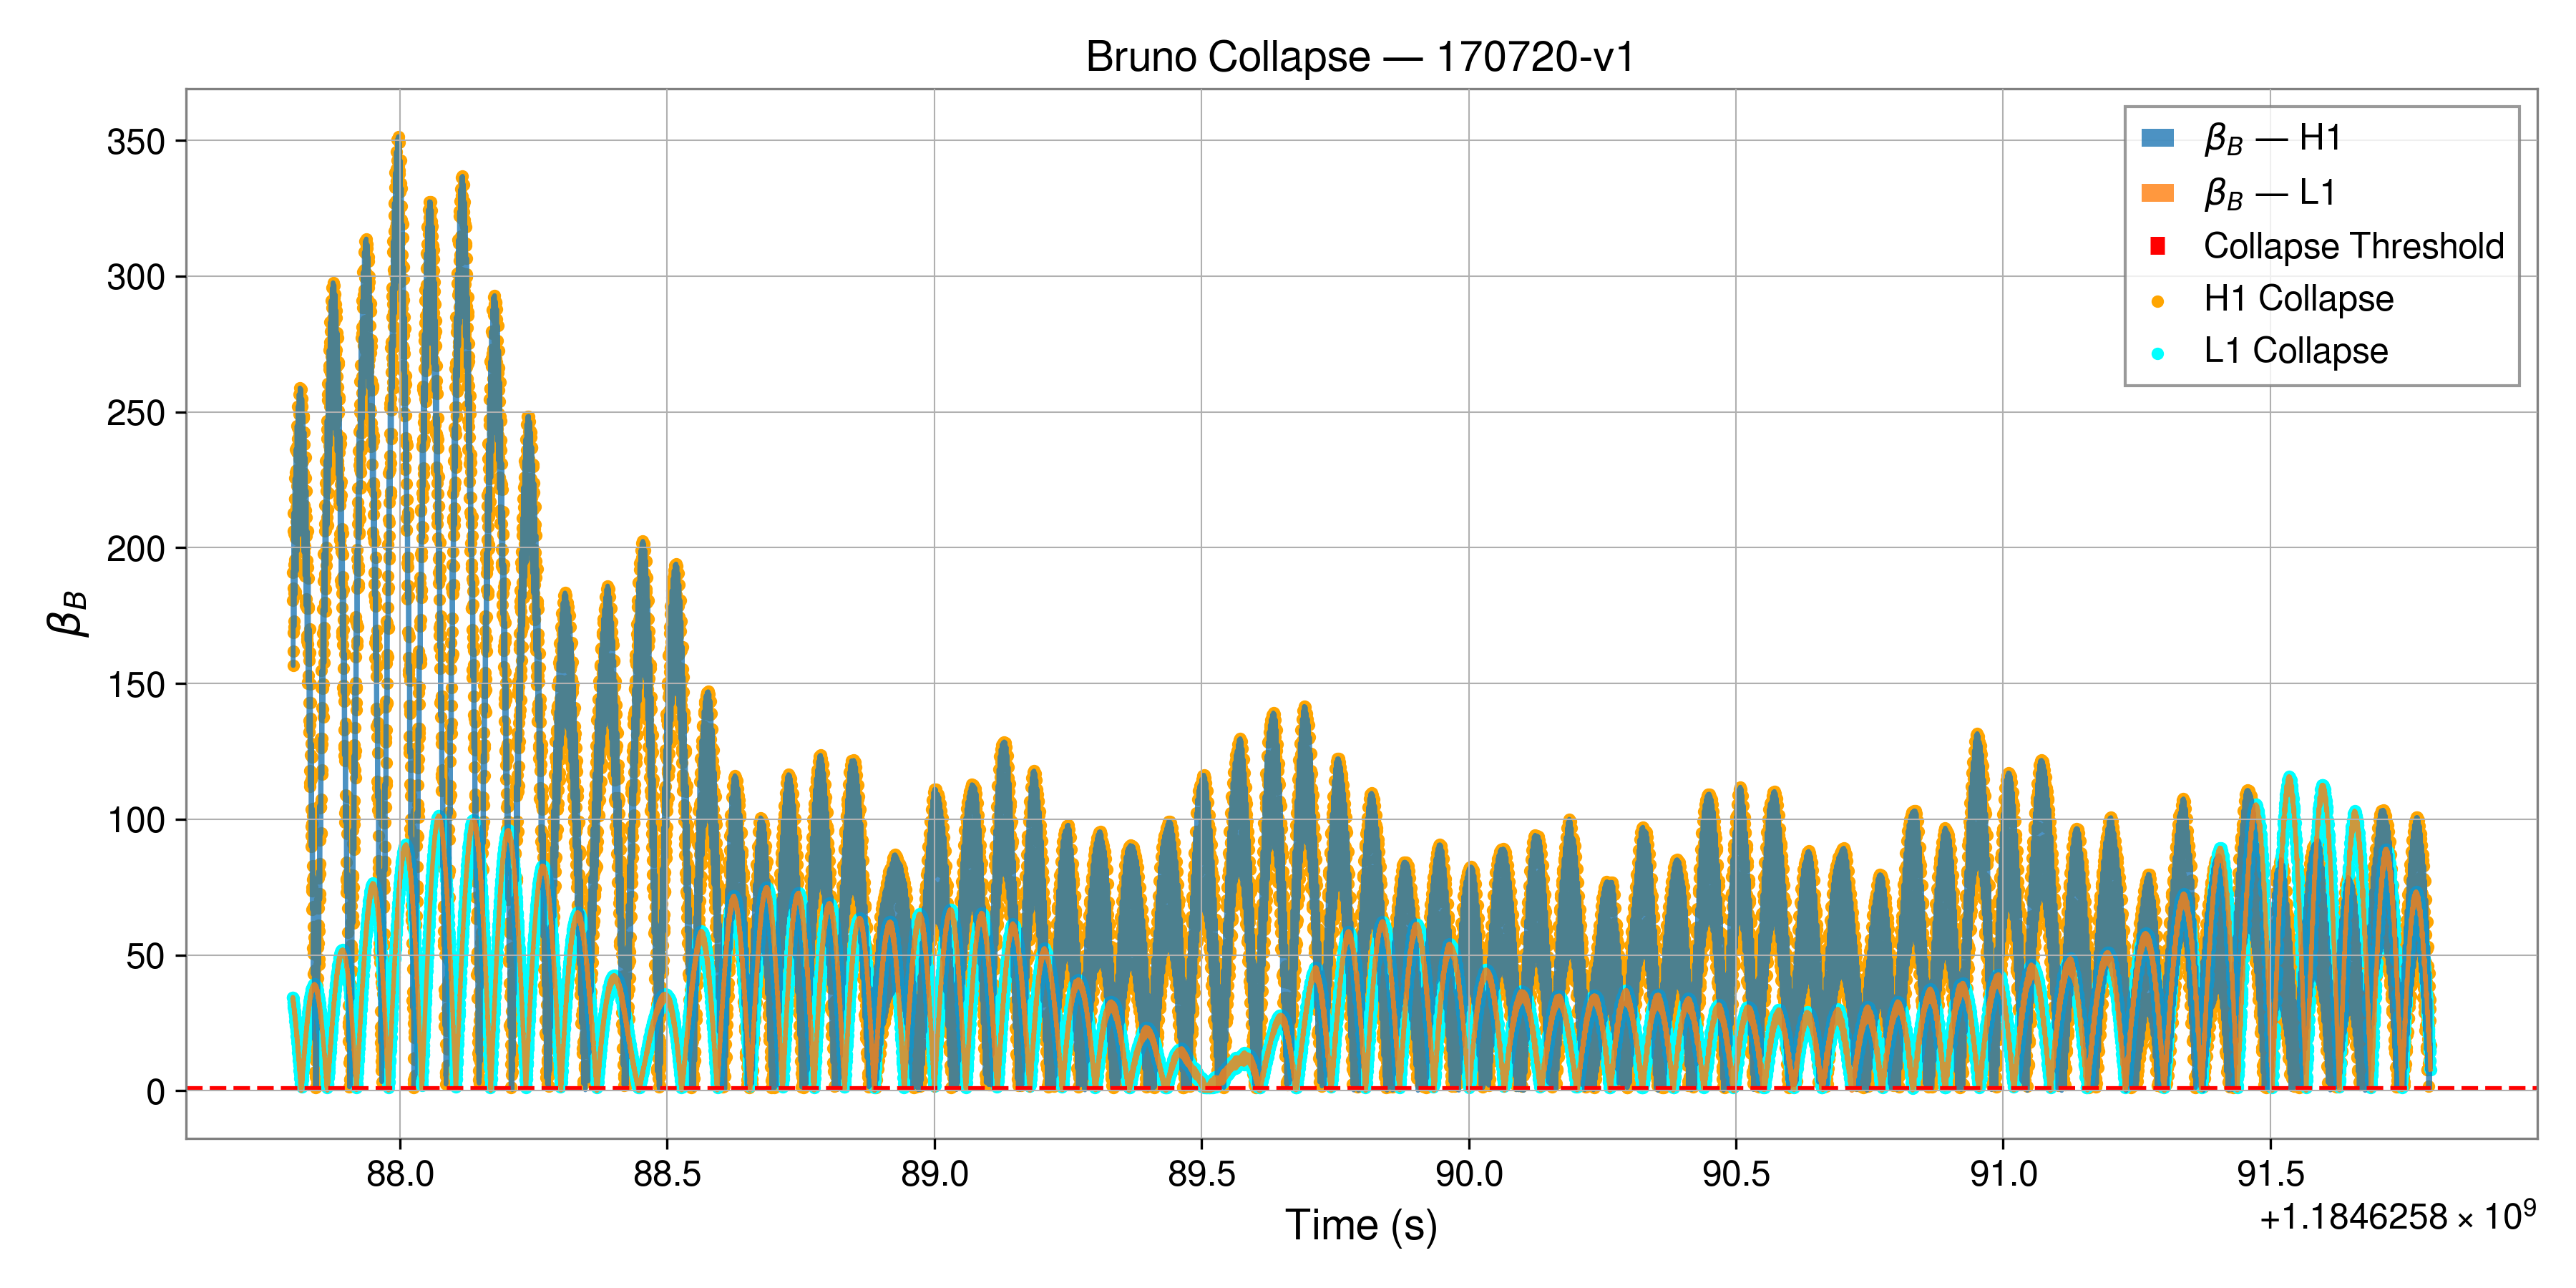 Bruno Collapse — 170720-v1
β_B — H1
β_B — L1
Collapse Threshold
H1 Collapse
L1 Collapse
350
300
250
200
150
100
50
0
β_B
88.0 88.5 89.0 89.5 90.0 90.5 91.0 91.5
Time (s)
+1.1846258 × 10⁹